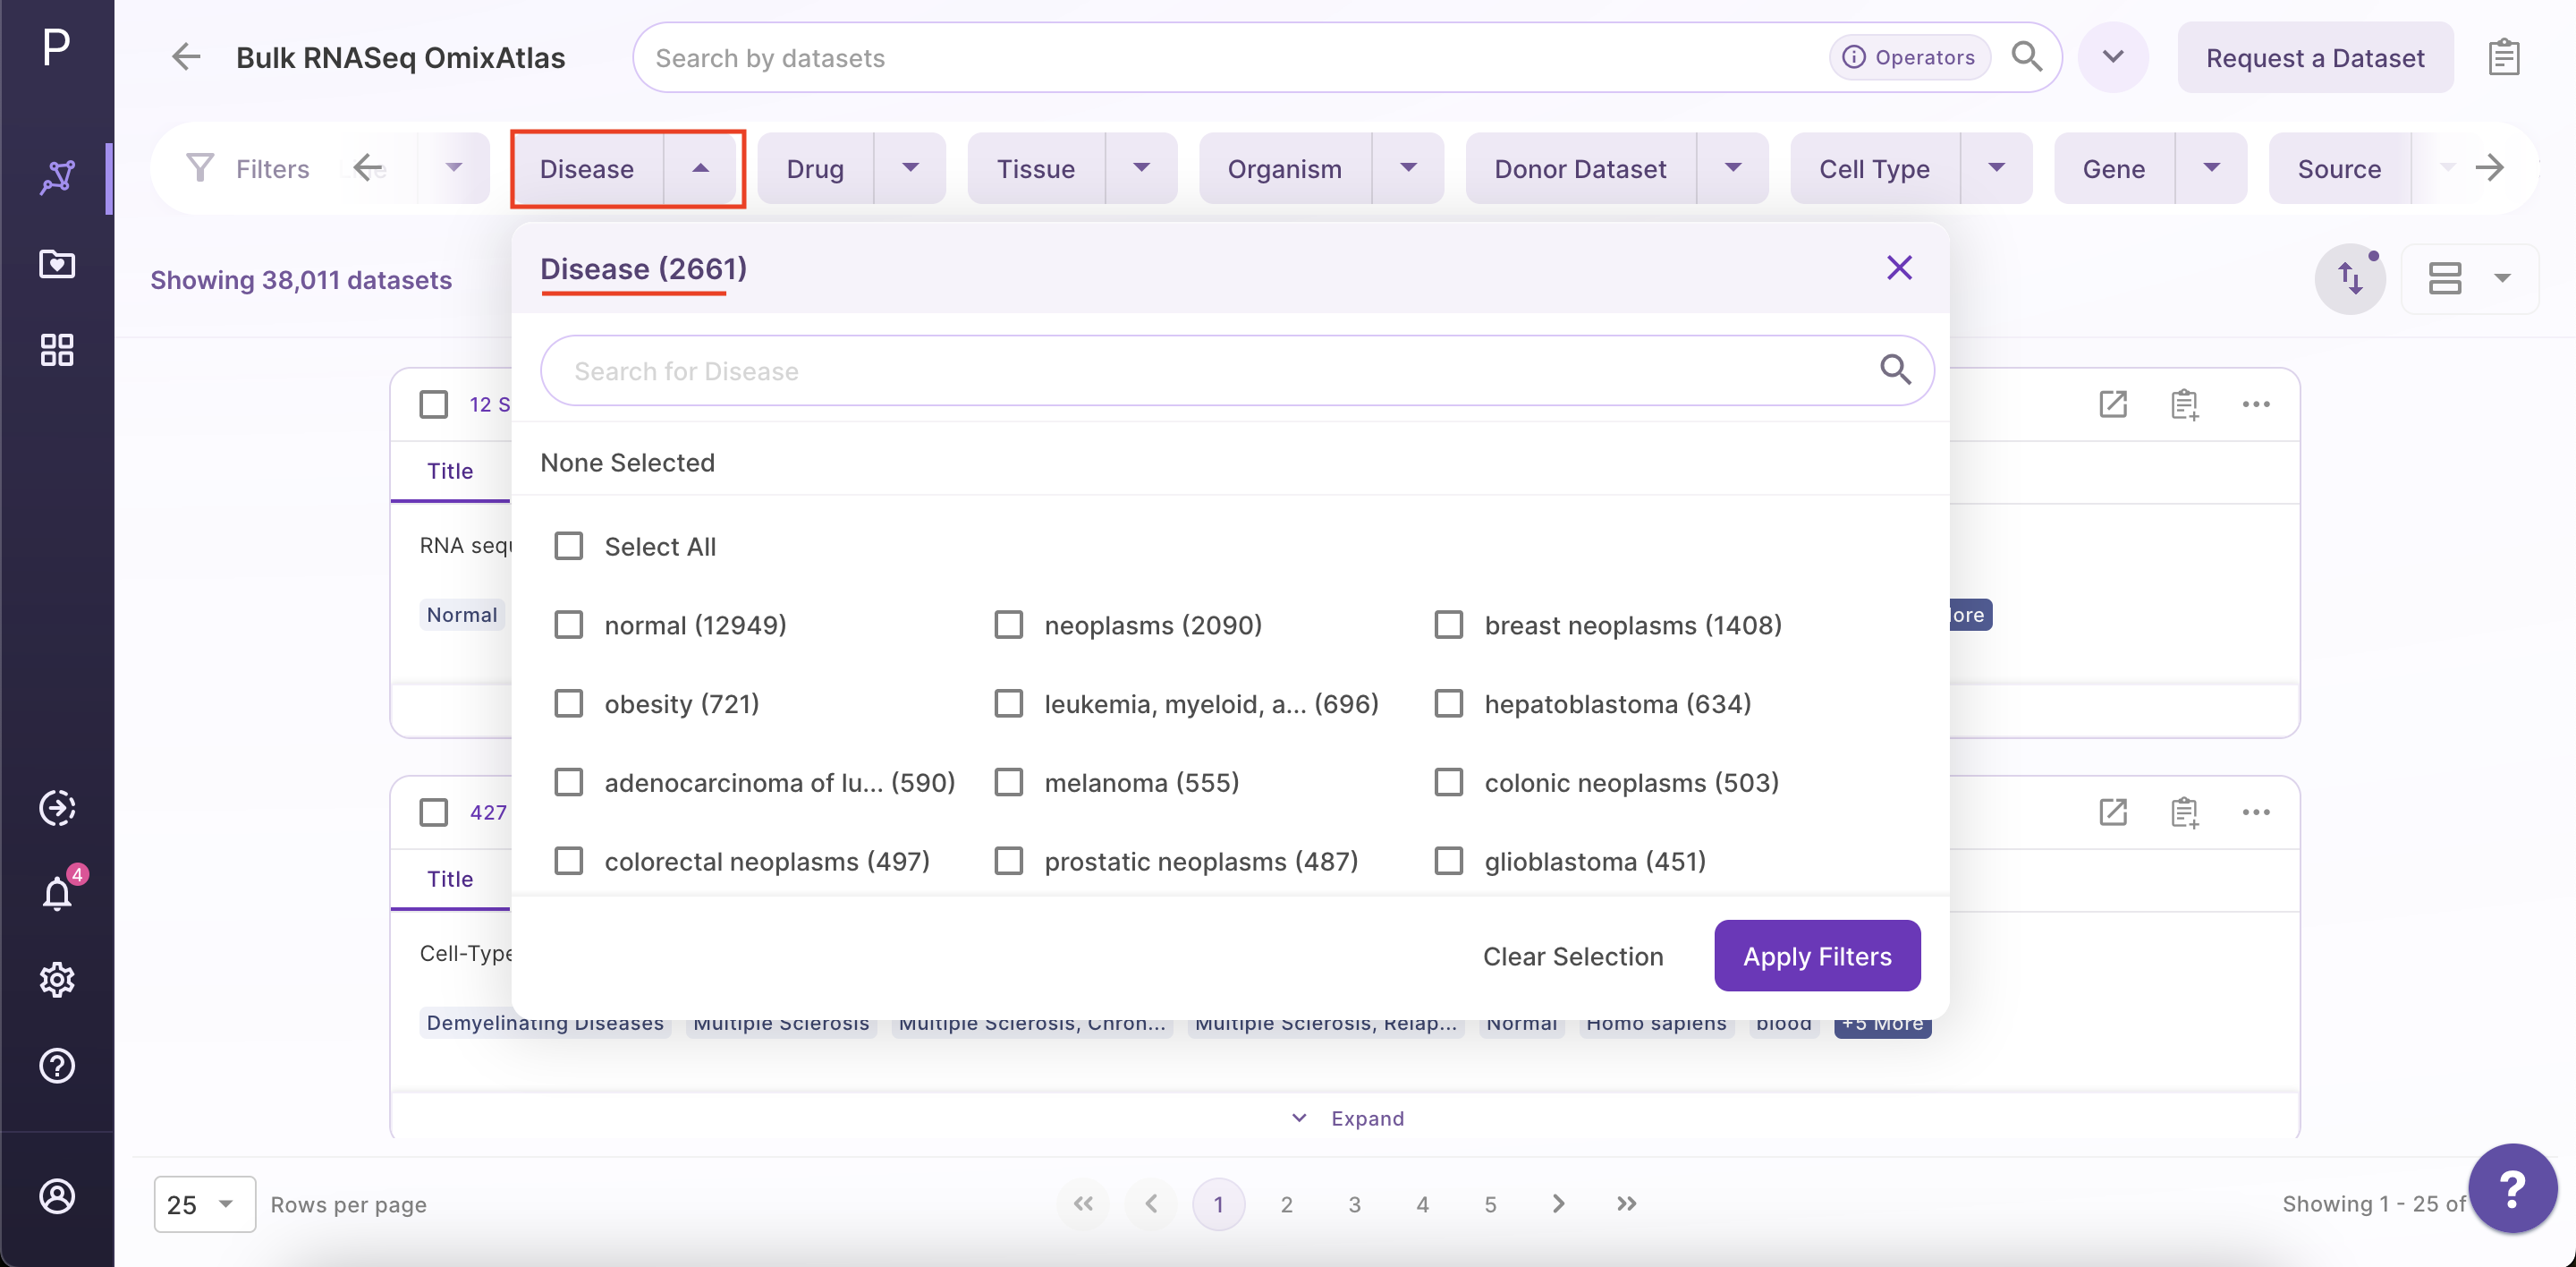 P
Bulk RNASeq OmixAtlas
Search by datasets
Operators
Request a Dataset
Filters
Disease
Drug
Tissue
Organism
Donor Dataset
Cell Type
Gene
Source
Showing 38,011 datasets
Disease (2661)
Search for Disease
None Selected
Select All
normal (12949) neoplasms (2090) breast neoplasms (1408)
obesity (721) leukemia, myeloid, a... (696) hepatoblastoma (634)
adenocarcinoma of lu... (590) melanoma (555) colonic neoplasms (503)
colorectal neoplasms (497) prostatic neoplasms (487) glioblastoma (451)
Clear Selection
Apply Filters
12 S
Title
RNA sequ
Normal
ore
427
Title
Cell-Type
Demyelinating Diseases Multiple Sclerosis Multiple Sclerosis, Chron... Multiple Sclerosis, Relap... Normal Homo sapiens blood +5 More
Expand
4
25 Rows per page
1 2 3 4 5
Showing 1 - 25 of
?